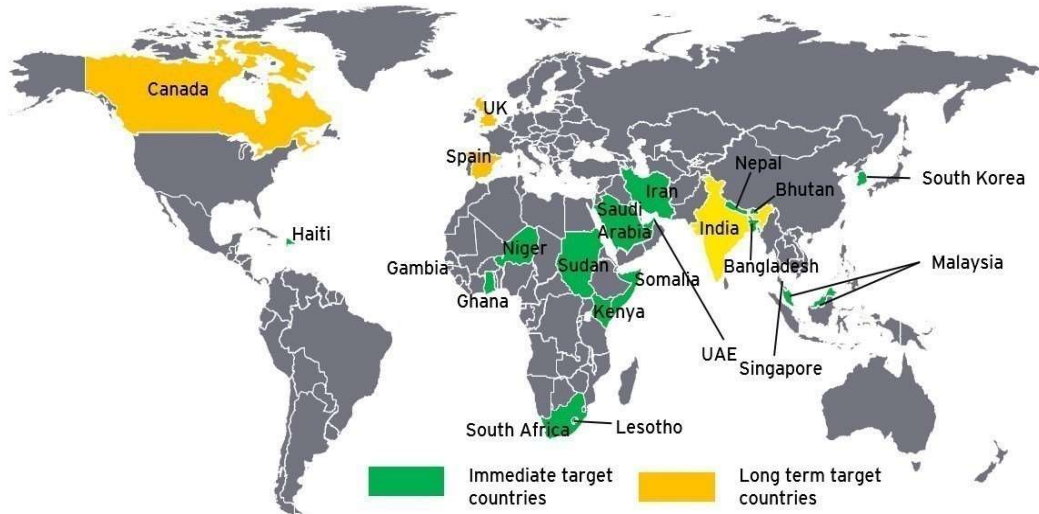 Canada
UK
Spain
Nepal
Bhutan
South Korea
Iran
Saudi
Arabia
India
Haiti
Niger
Gambia
Sudan
Bangladesh
Malaysia
Somalia
Ghana
Kenya
UAE
Singapore
South Africa
Lesotho
Immediate target
countries
Long term target
countries